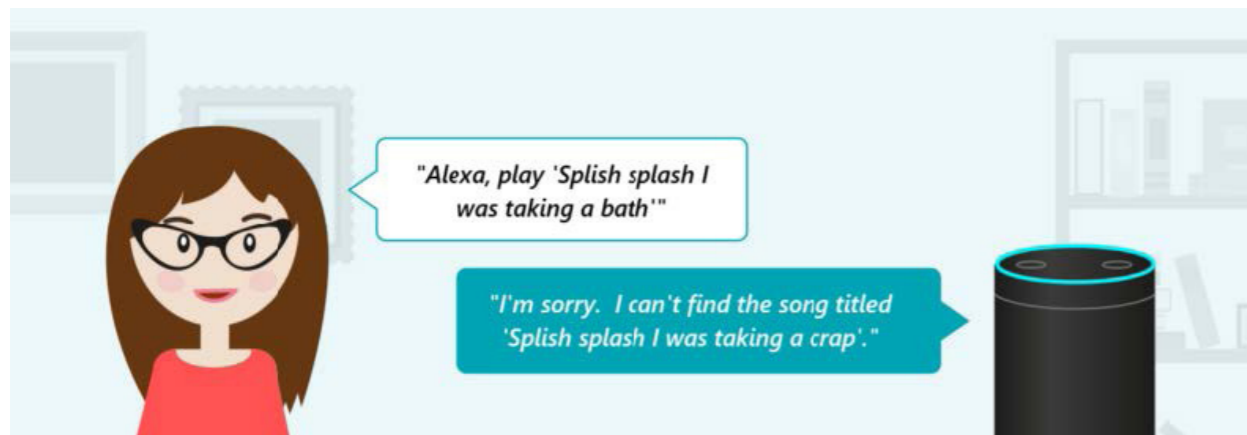 "Alexa, play 'Splish splash I
was taking a bath'"
"I'm sorry.  I can't find the song titled
'Splish splash I was taking a crap'."